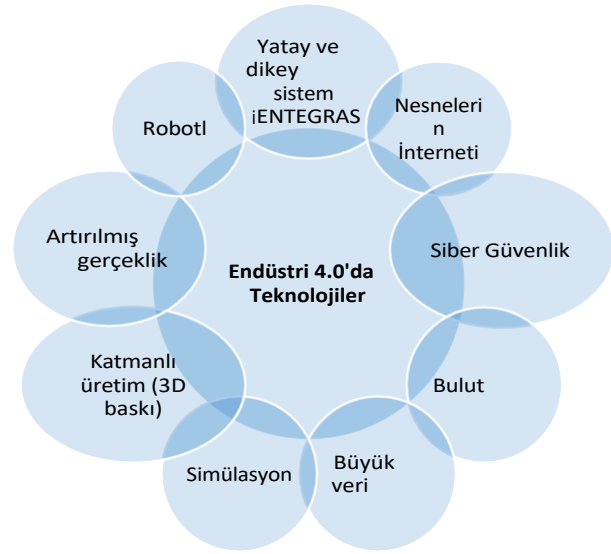 Yatay ve
dikey
sistem
iENTEGRAS
Nesneleri
n
İnterneti
Siber Güvenlik
Bulut
Büyük
veri
Simülasyon
Katmanlı
üretim (3D
baskı)
Artırılmış
gerçeklik
Robotl
Endüstri 4.0'da
Teknolojiler